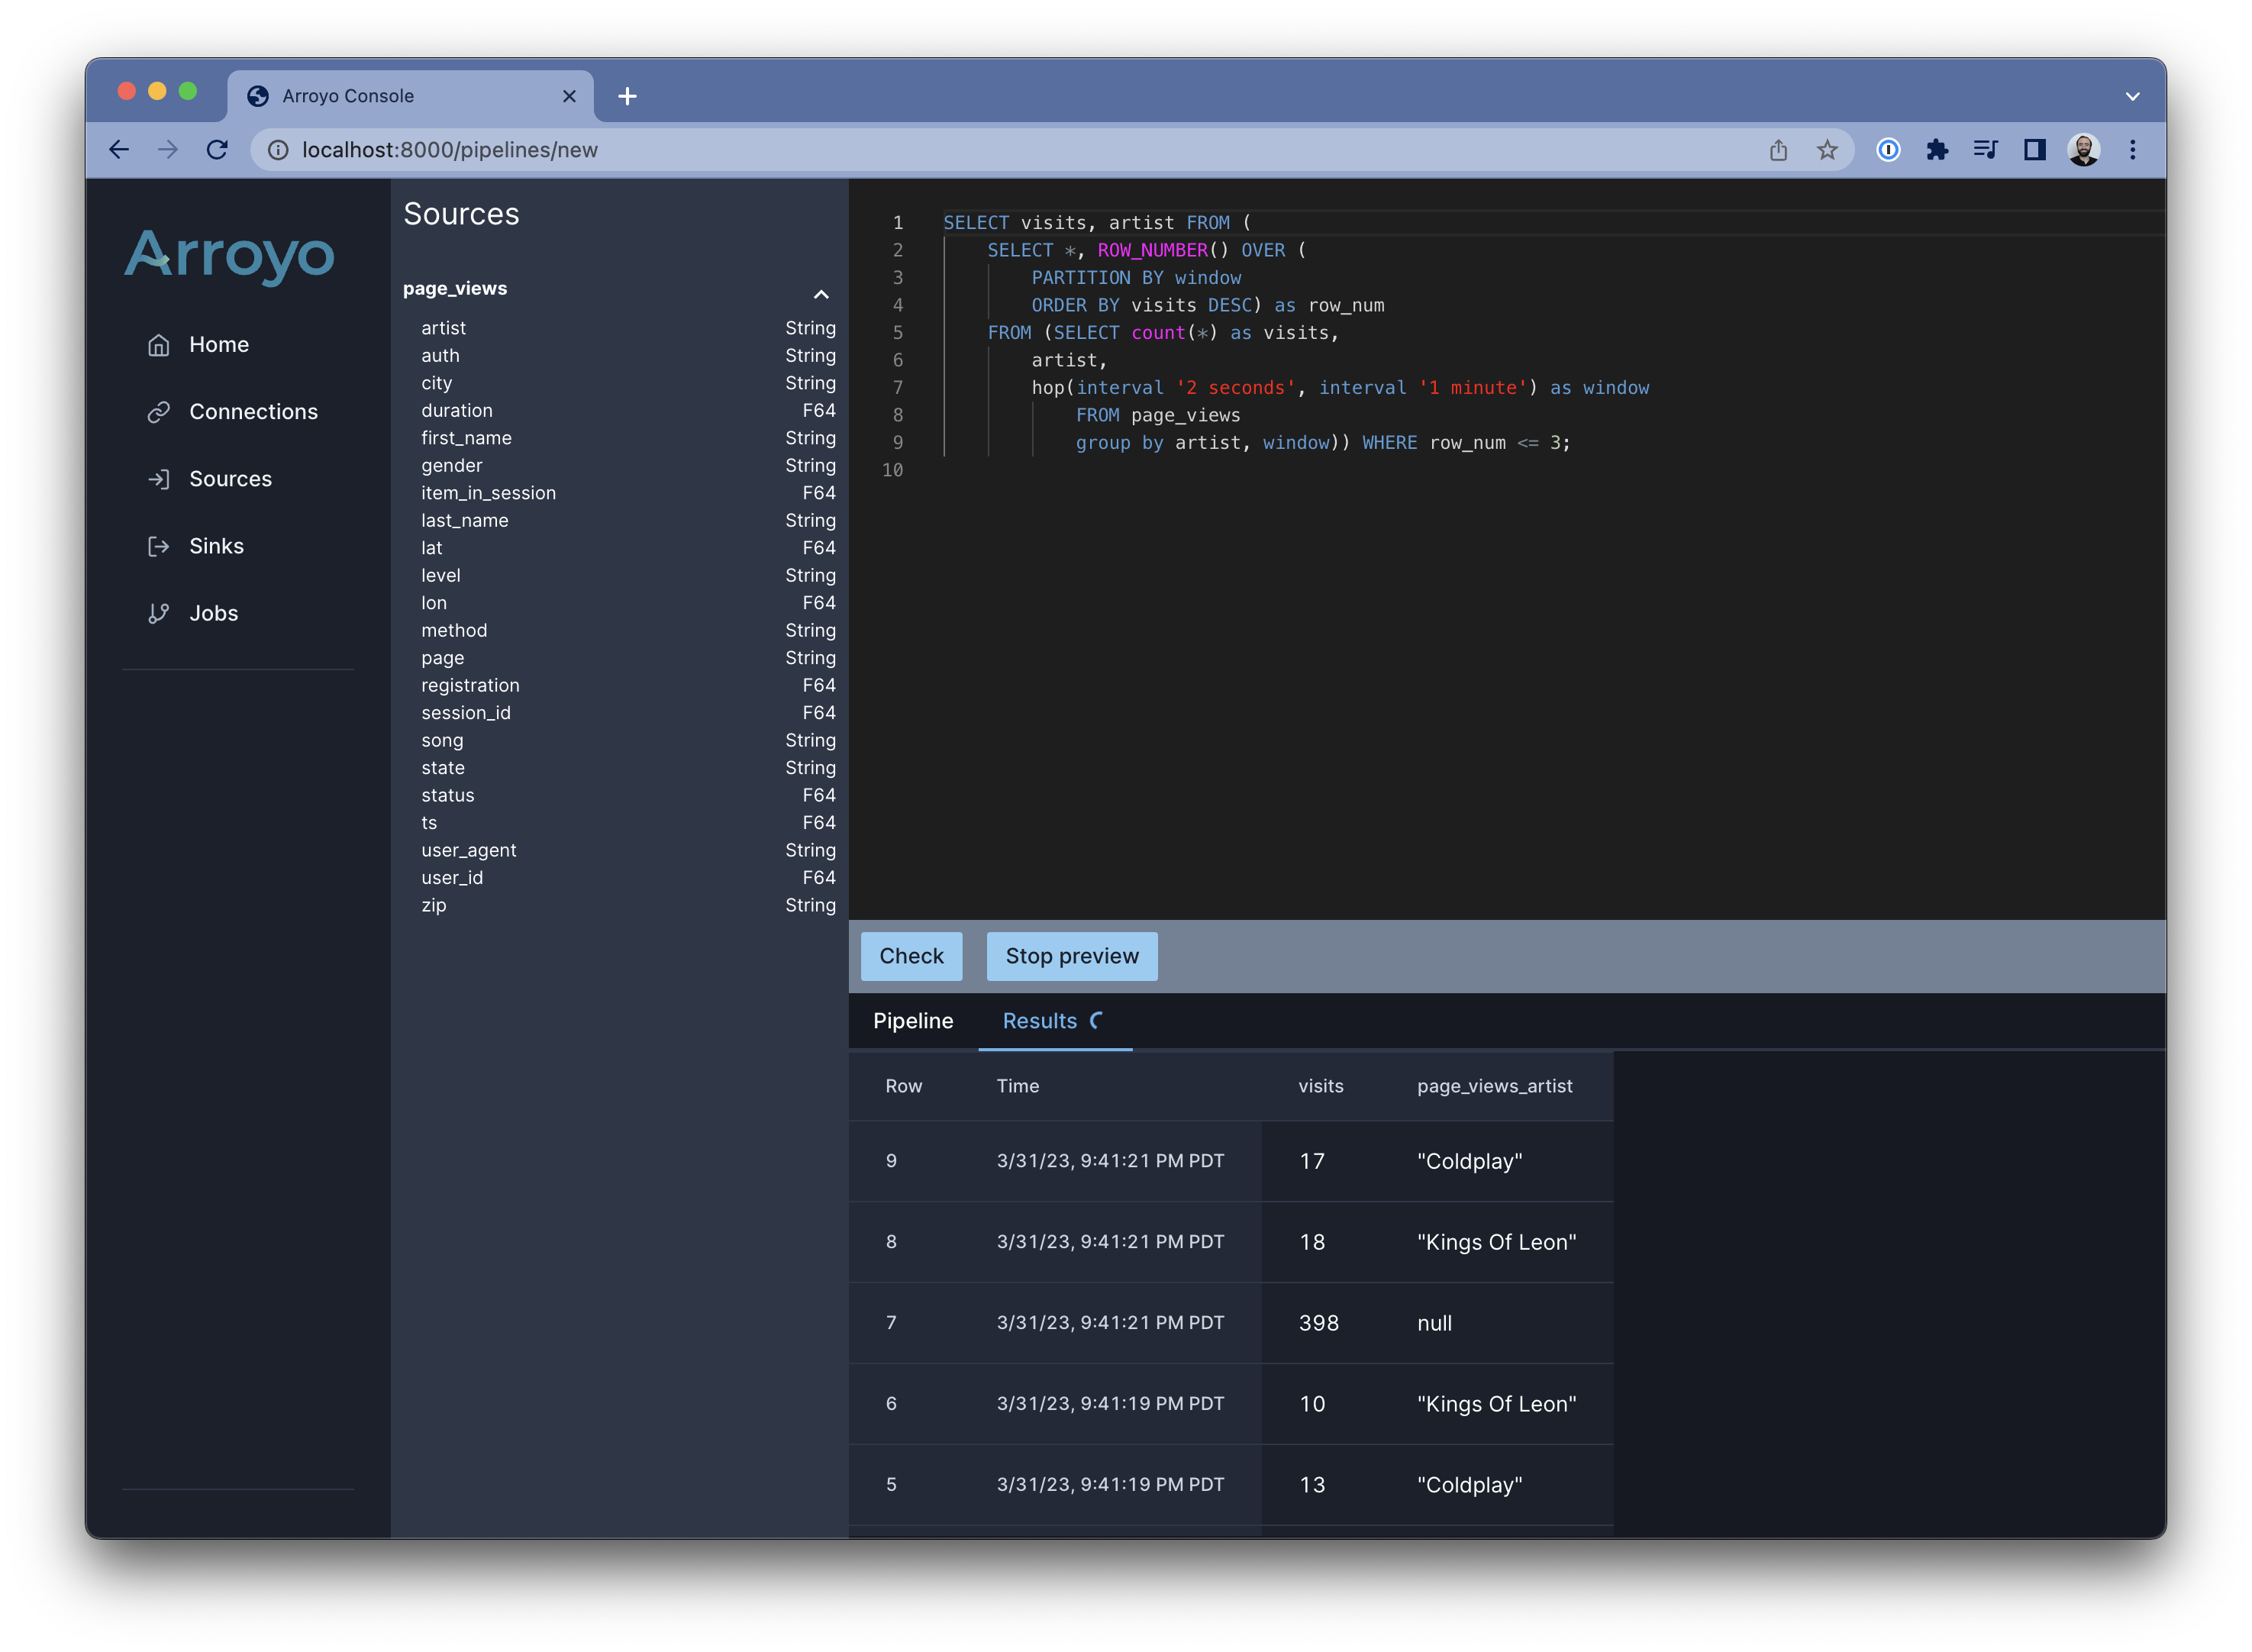 Arroyo Console
localhost:8000/pipelines/new
Arroyo
Home
Connections
Sources
Sinks
Jobs
Sources
page_views
artist String
auth String
city String
duration F64
first_name String
gender String
item_in_session F64
last_name String
lat F64
level String
lon F64
method String
page String
registration F64
session_id F64
song String
state String
status F64
ts F64
user_agent String
user_id F64
zip String
1 SELECT visits, artist FROM (
2 SELECT *, ROW_NUMBER() OVER (
3 PARTITION BY window
4 ORDER BY visits DESC) as row_num
5 FROM (SELECT count(*) as visits,
6 artist,
7 hop(interval '2 seconds', interval '1 minute') as window
8 FROM page_views
9 group by artist, window)) WHERE row_num <= 3;
10
Check Stop preview
Pipeline Results
Row Time visits page_views_artist
9 3/31/23, 9:41:21 PM PDT 17 "Coldplay"
8 3/31/23, 9:41:21 PM PDT 18 "Kings Of Leon"
7 3/31/23, 9:41:21 PM PDT 398 null
6 3/31/23, 9:41:19 PM PDT 10 "Kings Of Leon"
5 3/31/23, 9:41:19 PM PDT 13 "Coldplay"